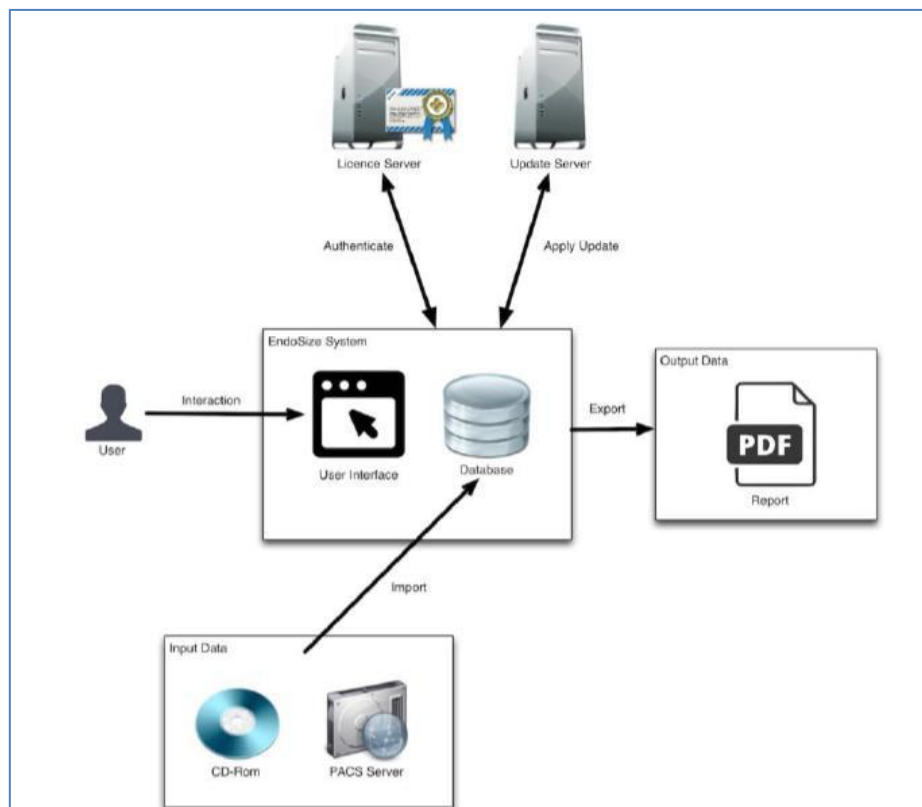 Licence Server
Update Server
Authenticate
Apply Update
EndoSize System
Output Data
Interaction
Export
PDF
User
User Interface
Database
Report
Import
Input Data
CD-Rom
PACS Server